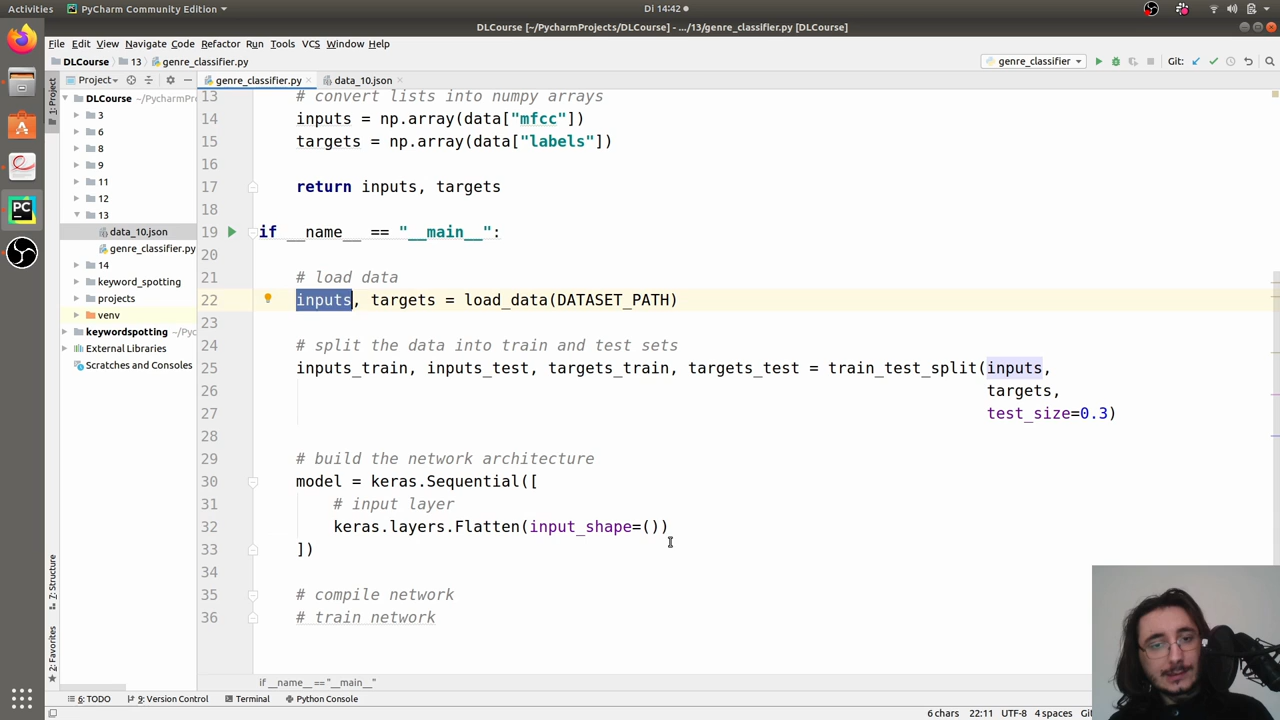 Activities
PyCharm Community Edition
Di 14:42
DLCourse [~/PycharmProjects/DLCourse] - .../13/genre_classifier.py [DLCourse]
File Edit View Navigate Code Refactor Run Tools VCS Window Help
DLCourse 13 genre_classifier.py
genre_classifier
Git:
Project
genre_classifier.py
data_10.json
1: Project
DLCourse
3
6
8
9
11
12
13
data_10.json
genre_classifier.py
14
keyword_spotting
projects
venv
keywordspotting ~/Pyc
External Libraries
Scratches and Consoles
7: Structure
2: Favorites
13 # convert lists into numpy arrays
14 inputs = np.array(data["mfcc"])
15 targets = np.array(data["labels"])
16
17 return inputs, targets
18
19 if __name__ == "__main__":
20
21 # load data
22 inputs, targets = load_data(DATASET_PATH)
23
24 # split the data into train and test sets
25 inputs_train, inputs_test, targets_train, targets_test = train_test_split(inputs,
26 targets,
27 test_size=0.3)
28
29 # build the network architecture
30 model = keras.Sequential([
31 # input layer
32 keras.layers.Flatten(input_shape=())
33 ])
34
35 # compile network
36 # train network
if __name__ == "__main__"
6: TODO
9: Version Control
Terminal
Python Console
6 chars 22:11 UTF-8 4 spaces